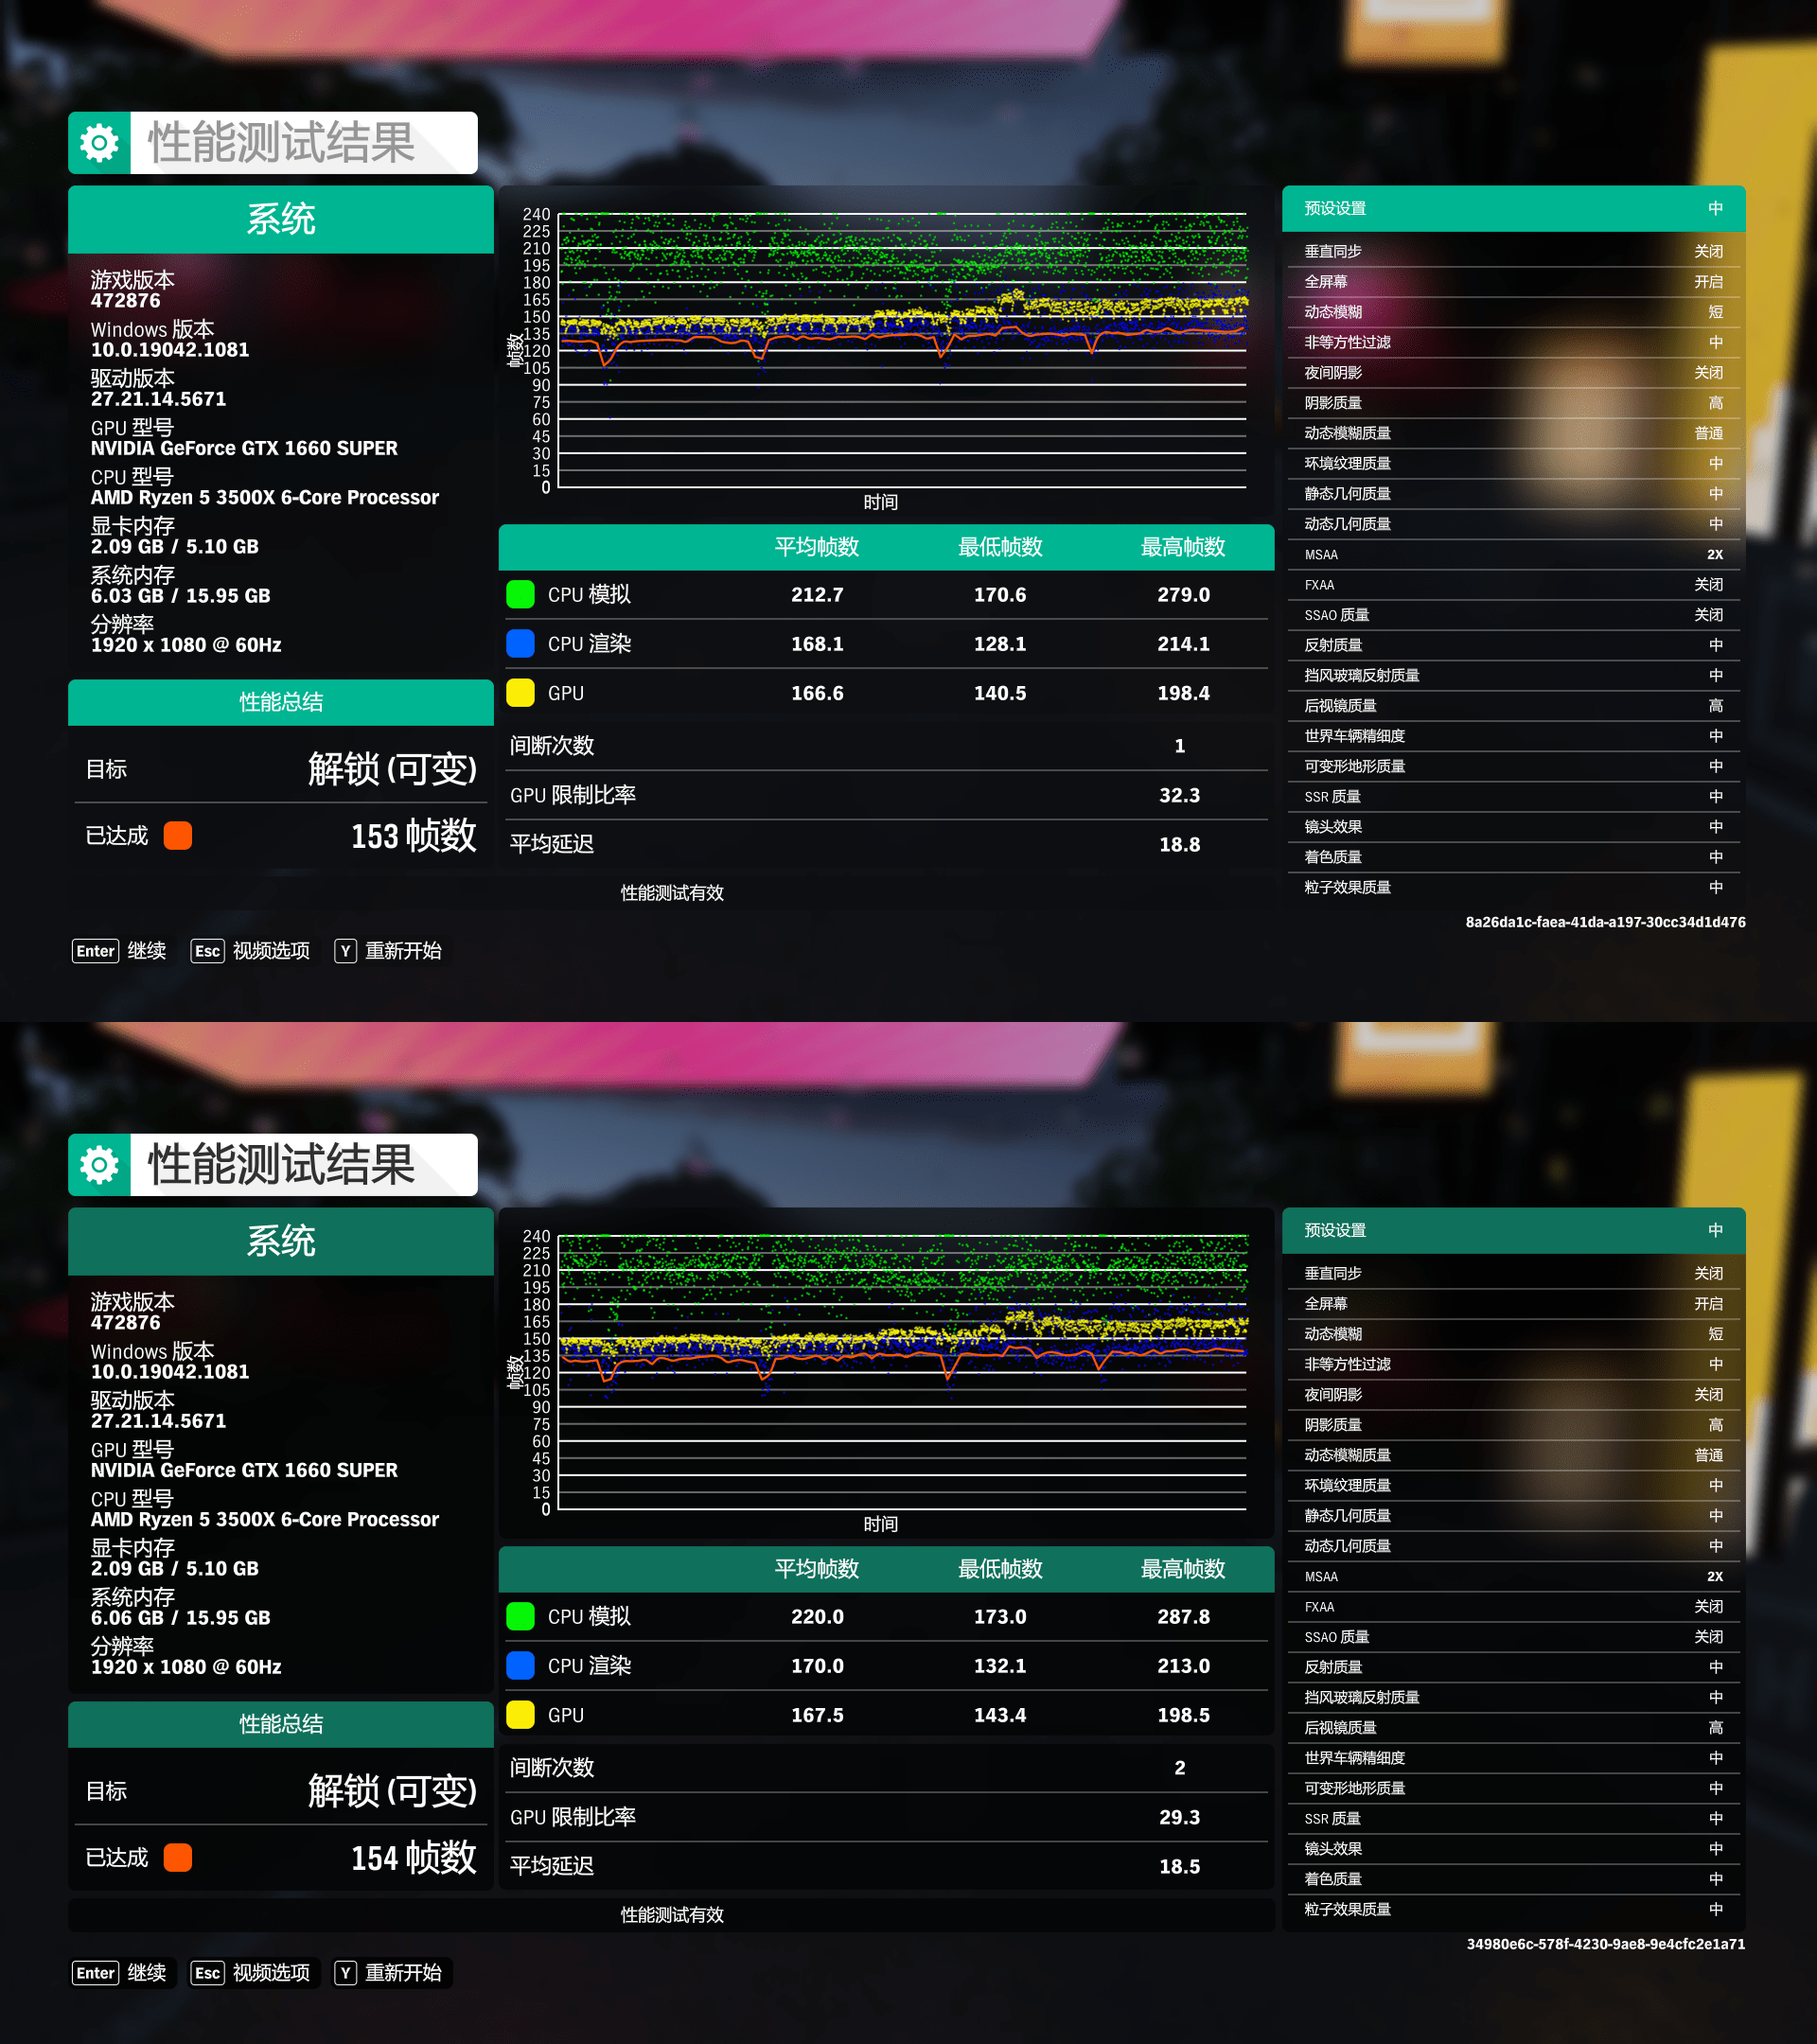 性能测试结果
系统
游戏版本
472876
Windows 版本
10.0.19042.1081
驱动版本
27.21.14.5671
GPU 型号
NVIDIA GeForce GTX 1660 SUPER
CPU 型号
AMD Ryzen 5 3500X 6-Core Processor
显卡内存
2.09 GB / 5.10 GB
系统内存
6.03 GB / 15.95 GB
分辨率
1920 x 1080 @ 60Hz
性能总结
目标 解锁 (可变)
已达成 153 帧数
240
225
210
195
180
165
150
135
120
105
90
75
60
45
30
15
0
帧数
时间
平均帧数 最低帧数 最高帧数
CPU 模拟 212.7 170.6 279.0
CPU 渲染 168.1 128.1 214.1
GPU 166.6 140.5 198.4
间断次数 1
GPU 限制比率 32.3
平均延迟 18.8
性能测试有效
预设设置 中
垂直同步 关闭
全屏幕 开启
动态模糊 短
非等方性过滤 中
夜间阴影 关闭
阴影质量 高
动态模糊质量 普通
环境纹理质量 中
静态几何质量 中
动态几何质量 中
MSAA 2X
FXAA 关闭
SSAO 质量 关闭
反射质量 中
挡风玻璃反射质量 中
后视镜质量 高
世界车辆精细度 中
可变形地形质量 中
SSR 质量 中
镜头效果 中
着色质量 中
粒子效果质量 中
8a26da1c-faea-41da-a197-30cc34d1d476
Enter 继续 Esc 视频选项 Y 重新开始
性能测试结果
系统
游戏版本
472876
Windows 版本
10.0.19042.1081
驱动版本
27.21.14.5671
GPU 型号
NVIDIA GeForce GTX 1660 SUPER
CPU 型号
AMD Ryzen 5 3500X 6-Core Processor
显卡内存
2.09 GB / 5.10 GB
系统内存
6.06 GB / 15.95 GB
分辨率
1920 x 1080 @ 60Hz
性能总结
目标 解锁 (可变)
已达成 154 帧数
240
225
210
195
180
165
150
135
120
105
90
75
60
45
30
15
0
帧数
时间
平均帧数 最低帧数 最高帧数
CPU 模拟 220.0 173.0 287.8
CPU 渲染 170.0 132.1 213.0
GPU 167.5 143.4 198.5
间断次数 2
GPU 限制比率 29.3
平均延迟 18.5
性能测试有效
预设设置 中
垂直同步 关闭
全屏幕 开启
动态模糊 短
非等方性过滤 中
夜间阴影 关闭
阴影质量 高
动态模糊质量 普通
环境纹理质量 中
静态几何质量 中
动态几何质量 中
MSAA 2X
FXAA 关闭
SSAO 质量 关闭
反射质量 中
挡风玻璃反射质量 中
后视镜质量 高
世界车辆精细度 中
可变形地形质量 中
SSR 质量 中
镜头效果 中
着色质量 中
粒子效果质量 中
34980e6c-578f-4230-9ae8-9e4cfc2e1a71
Enter 继续 Esc 视频选项 Y 重新开始